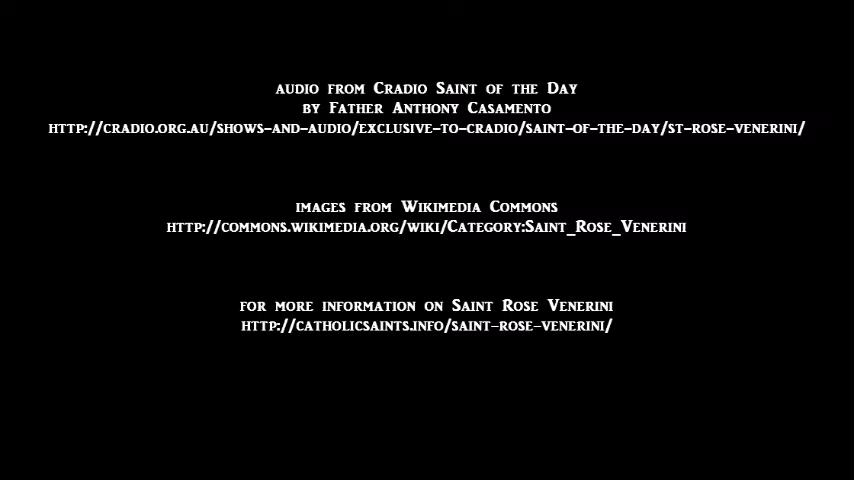 audio from Cradio Saint of the Day
by Father Anthony Casamento
http://cradio.org.au/shows-and-audio/exclusive-to-cradio/saint-of-the-day/st-rose-venerini/
images from Wikimedia Commons
http://commons.wikimedia.org/wiki/Category:Saint_Rose_Venerini
for more information on Saint Rose Venerini
http://catholicsaints.info/saint-rose-venerini/